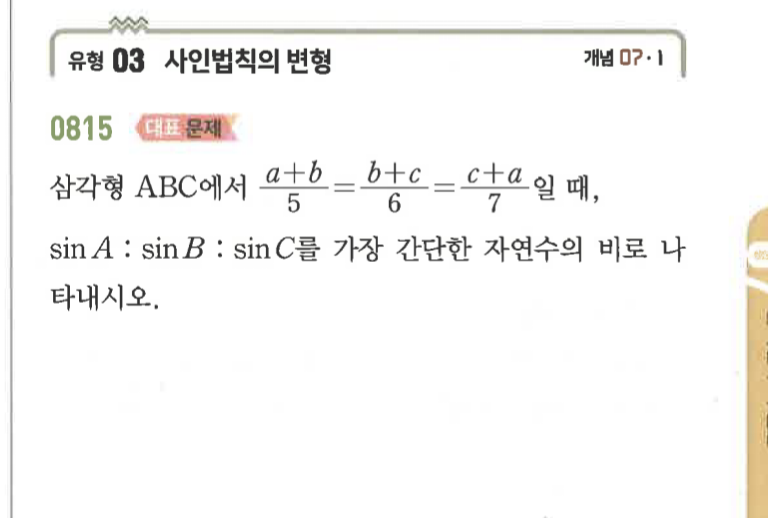 유형 03 사인법칙의 변형 개념 07·1
0815 대표 문제
삼각형 ABC에서 \frac{a+b}{5}=\frac{b+c}{6}=\frac{c+a}{7}일 때,
sin A : sin B : sin C를 가장 간단한 자연수의 비로 나
타내시오.